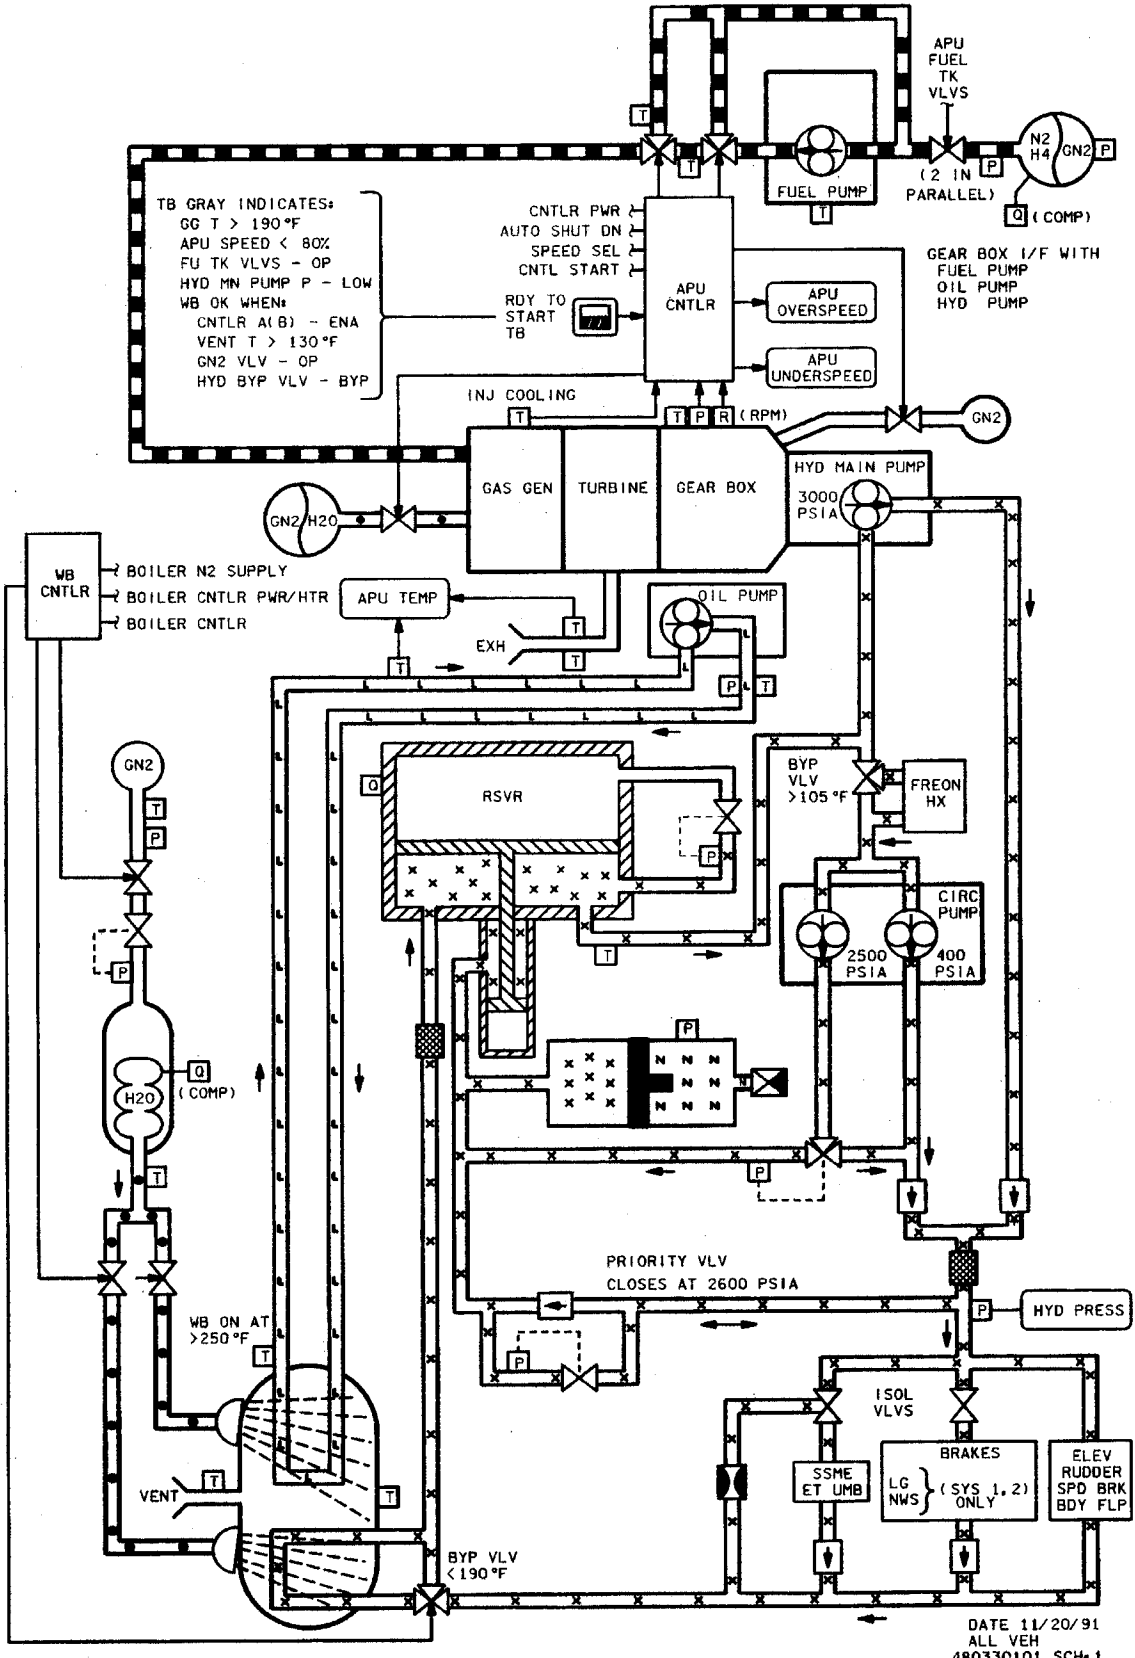 APU
FUEL
TK
VLVS
T
N2
H4
GN2
P
T
P
(2 IN
PARALLEL)
FUEL PUMP
T
Q
(COMP)
TB GRAY INDICATES:
GG T > 190°F
APU SPEED < 80%
FU TK VLVS - OP
HYD MN PUMP P - LOW
WB OK WHEN:
CNTLR A(B) - ENA
VENT T > 130°F
GN2 VLV - OP
HYD BYP VLV - BYP
CNTLR PWR
AUTO SHUT DN
SPEED SEL
CNTL START
RDY TO
START
TB
APU
CNTLR
APU
OVERSPEED
APU
UNDERSPEED
GEAR BOX I/F WITH
FUEL PUMP
OIL PUMP
HYD PUMP
INJ COOLING
T
T
P
R
(RPM)
GN2
GAS GEN
TURBINE
GEAR BOX
HYD MAIN PUMP
3000
PSIA
GN2
H2O
WB
CNTLR
BOILER N2 SUPPLY
BOILER CNTLR PWR/HTR
BOILER CNTLR
APU TEMP
OIL PUMP
T
EXH
T
T
P
T
GN2
T
P
Q
RSVR
BYP
VLV
>105°F
FREON
HX
P
CIRC
PUMP
2500
PSIA
400
PSIA
T
P
P
N N N
N N
N N N
N
H2O
Q
(COMP)
T
P
PRIORITY VLV
CLOSES AT 2600 PSIA
WB ON AT
>250°F
T
P
P
HYD PRESS
ISOL
VLVS
BRAKES
LG
NWS
(SYS 1,2)
ONLY
SSME
ET UMB
ELEV
RUDDER
SPD BRK
BDY FLP
T
VENT
T
BYP VLV
<190°F
DATE 11/20/91
ALL VEH
480330101 SCH-1